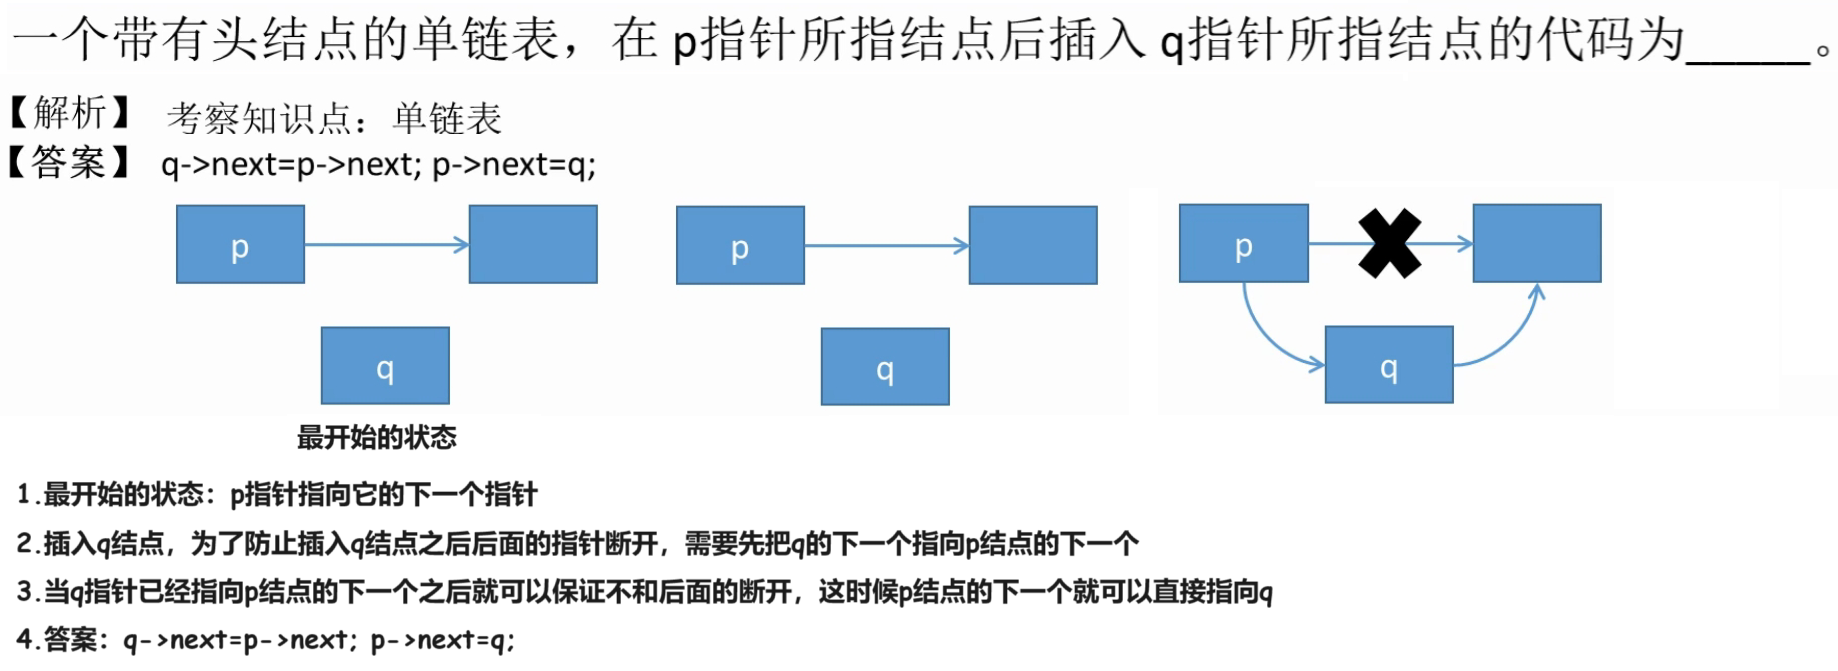 一个带有头结点的单链表，在 p指针所指结点后插入 q指针所指结点的代码为_____。
【解析】 考察知识点：单链表
【答案】 q->next=p->next; p->next=q;
p
p
p
q
q
q
最开始的状态
1.最开始的状态：p指针指向它的下一个指针
2.插入q结点，为了防止插入q结点之后后面的指针断开，需要先把q的下一个指向p结点的下一个
3.当q指针已经指向p结点的下一个之后就可以保证不和后面的断开，这时候p结点的下一个就可以直接指向q
4.答案：q->next=p->next; p->next=q;